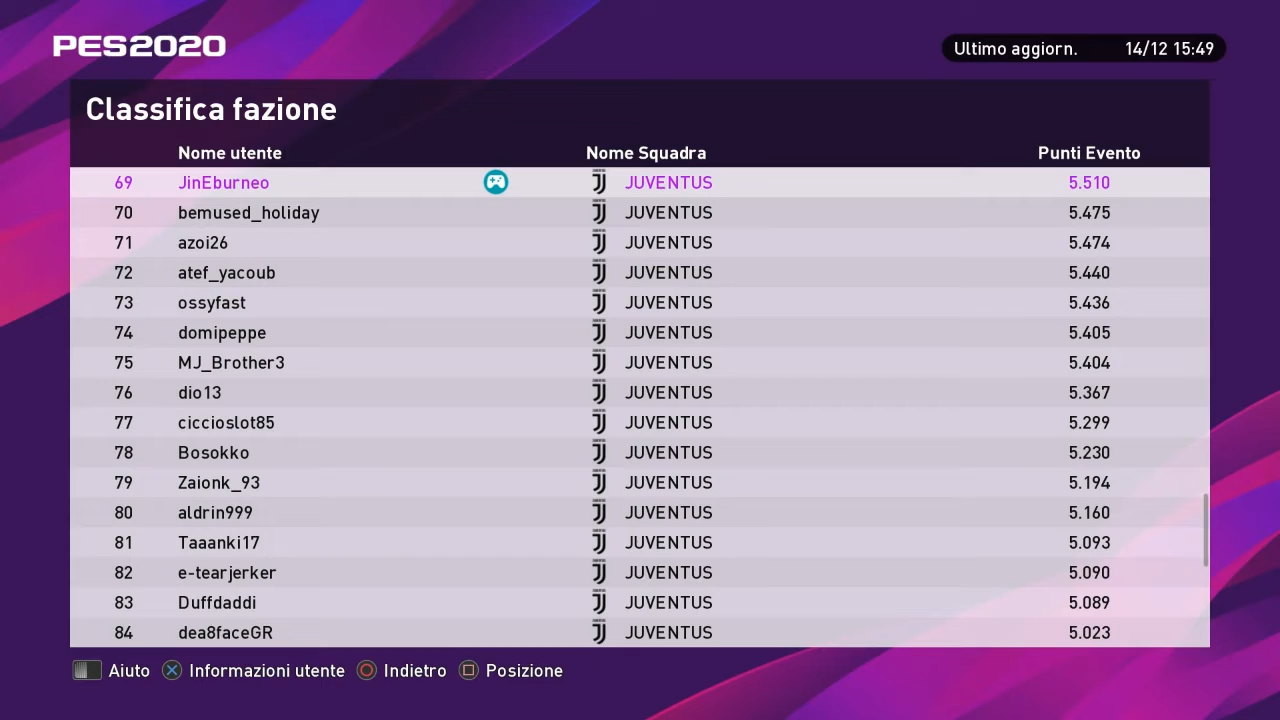 PES2020
Ultimo aggiorn. 14/12 15:49
Classifica fazione
Nome utente Nome Squadra Punti Evento
69 JinEburneo JUVENTUS 5.510
70 bemused_holiday JUVENTUS 5.475
71 azoi26 JUVENTUS 5.474
72 atef_yacoub JUVENTUS 5.440
73 ossyfast JUVENTUS 5.436
74 domipeppe JUVENTUS 5.405
75 MJ_Brother3 JUVENTUS 5.404
76 dio13 JUVENTUS 5.367
77 ciccioslot85 JUVENTUS 5.299
78 Bosokko JUVENTUS 5.230
79 Zaionk_93 JUVENTUS 5.194
80 aldrin999 JUVENTUS 5.160
81 Taaanki17 JUVENTUS 5.093
82 e-tearjerker JUVENTUS 5.090
83 Duffdaddi JUVENTUS 5.089
84 dea8faceGR JUVENTUS 5.023
Aiuto Informazioni utente Indietro Posizione